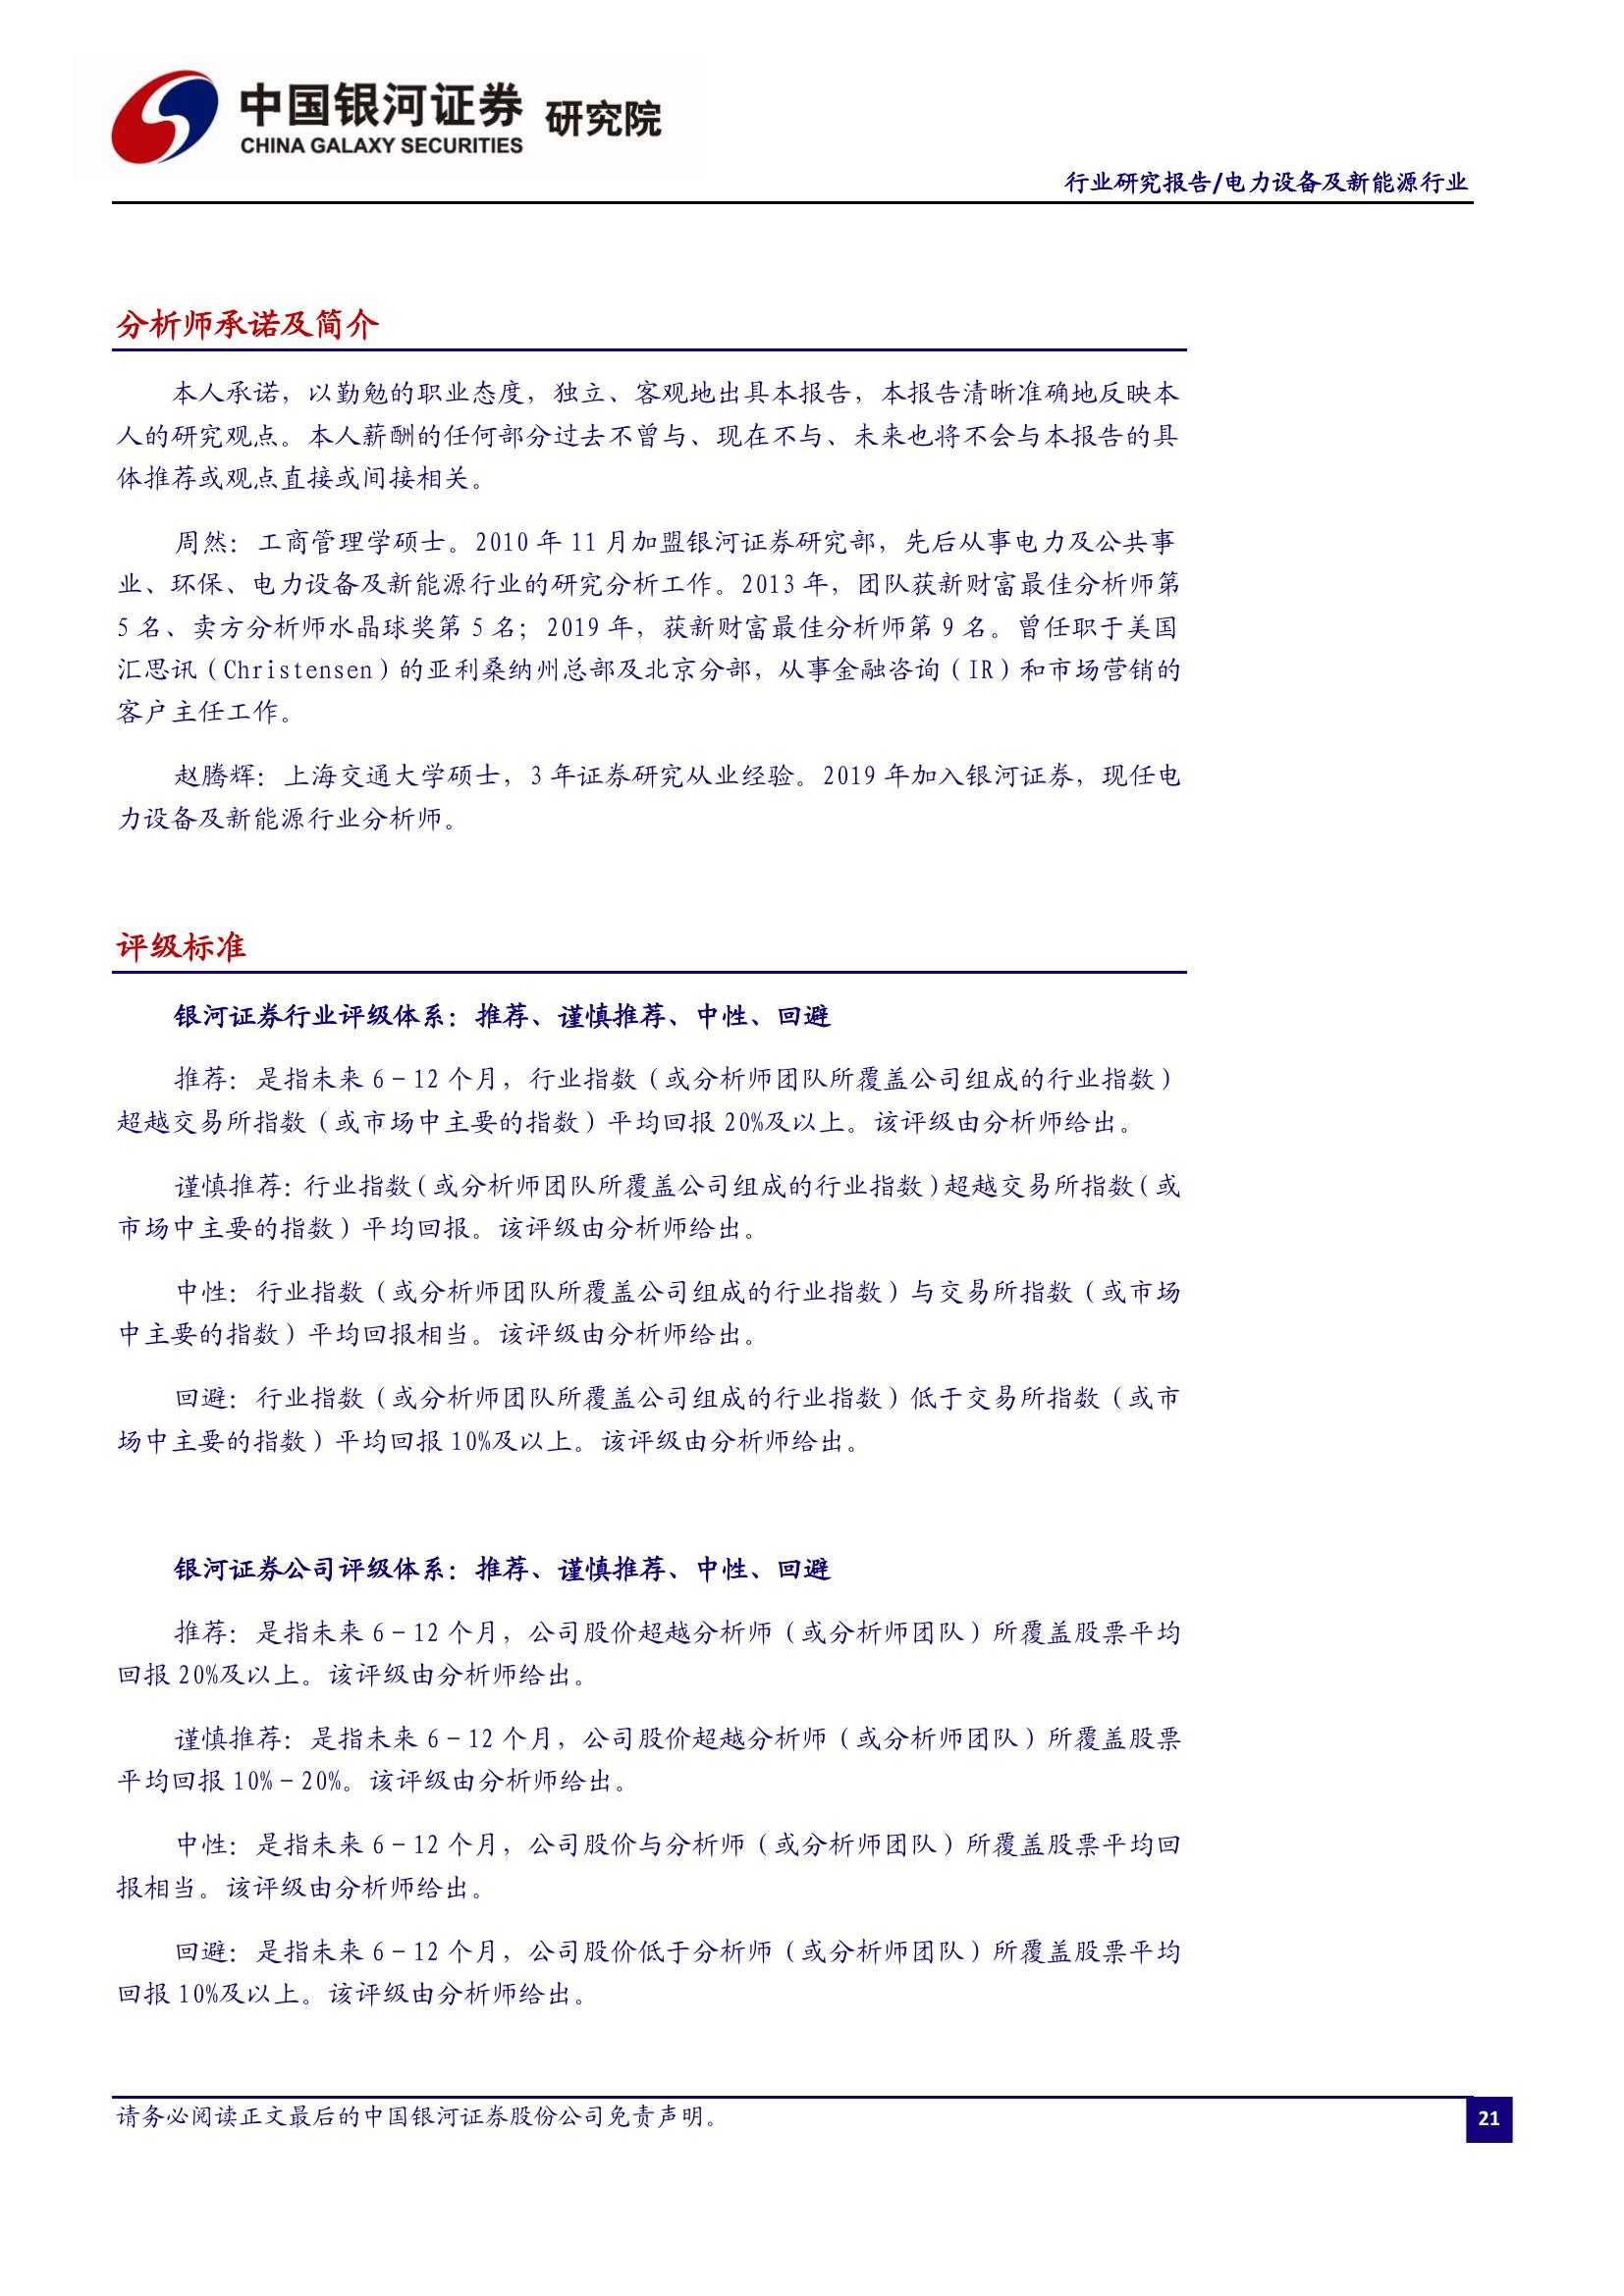 中国银河证券 研究院
CHINA GALAXY SECURITIES
行业研究报告/电力设备及新能源行业
分析师承诺及简介
本人承诺，以勤勉的职业态度，独立、客观地出具本报告，本报告清晰准确地反映本
人的研究观点。本人薪酬的任何部分过去不曾与、现在不与、未来也将不会与本报告的具
体推荐或观点直接或间接相关。
周然：工商管理学硕士。2010 年 11 月加盟银河证券研究部，先后从事电力及公共事
业、环保、电力设备及新能源行业的研究分析工作。2013 年，团队获新财富最佳分析师第
5 名、卖方分析师水晶球奖第 5 名；2019 年，获新财富最佳分析师第 9 名。曾任职于美国
汇思讯（Christensen）的亚利桑纳州总部及北京分部，从事金融咨询（IR）和市场营销的
客户主任工作。
赵腾辉：上海交通大学硕士，3 年证券研究从业经验。2019 年加入银河证券，现任电
力设备及新能源行业分析师。
评级标准
银河证券行业评级体系：推荐、谨慎推荐、中性、回避
推荐：是指未来 6－12 个月，行业指数（或分析师团队所覆盖公司组成的行业指数）
超越交易所指数（或市场中主要的指数）平均回报 20%及以上。该评级由分析师给出。
谨慎推荐：行业指数（或分析师团队所覆盖公司组成的行业指数）超越交易所指数（或
市场中主要的指数）平均回报。该评级由分析师给出。
中性：行业指数（或分析师团队所覆盖公司组成的行业指数）与交易所指数（或市场
中主要的指数）平均回报相当。该评级由分析师给出。
回避：行业指数（或分析师团队所覆盖公司组成的行业指数）低于交易所指数（或市
场中主要的指数）平均回报 10%及以上。该评级由分析师给出。
银河证券公司评级体系：推荐、谨慎推荐、中性、回避
推荐：是指未来 6－12 个月，公司股价超越分析师（或分析师团队）所覆盖股票平均
回报 20%及以上。该评级由分析师给出。
谨慎推荐：是指未来 6－12 个月，公司股价超越分析师（或分析师团队）所覆盖股票
平均回报 10%－20%。该评级由分析师给出。
中性：是指未来 6－12 个月，公司股价与分析师（或分析师团队）所覆盖股票平均回
报相当。该评级由分析师给出。
回避：是指未来 6－12 个月，公司股价低于分析师（或分析师团队）所覆盖股票平均
回报 10%及以上。该评级由分析师给出。
请务必阅读正文最后的中国银河证券股份公司免责声明。
21